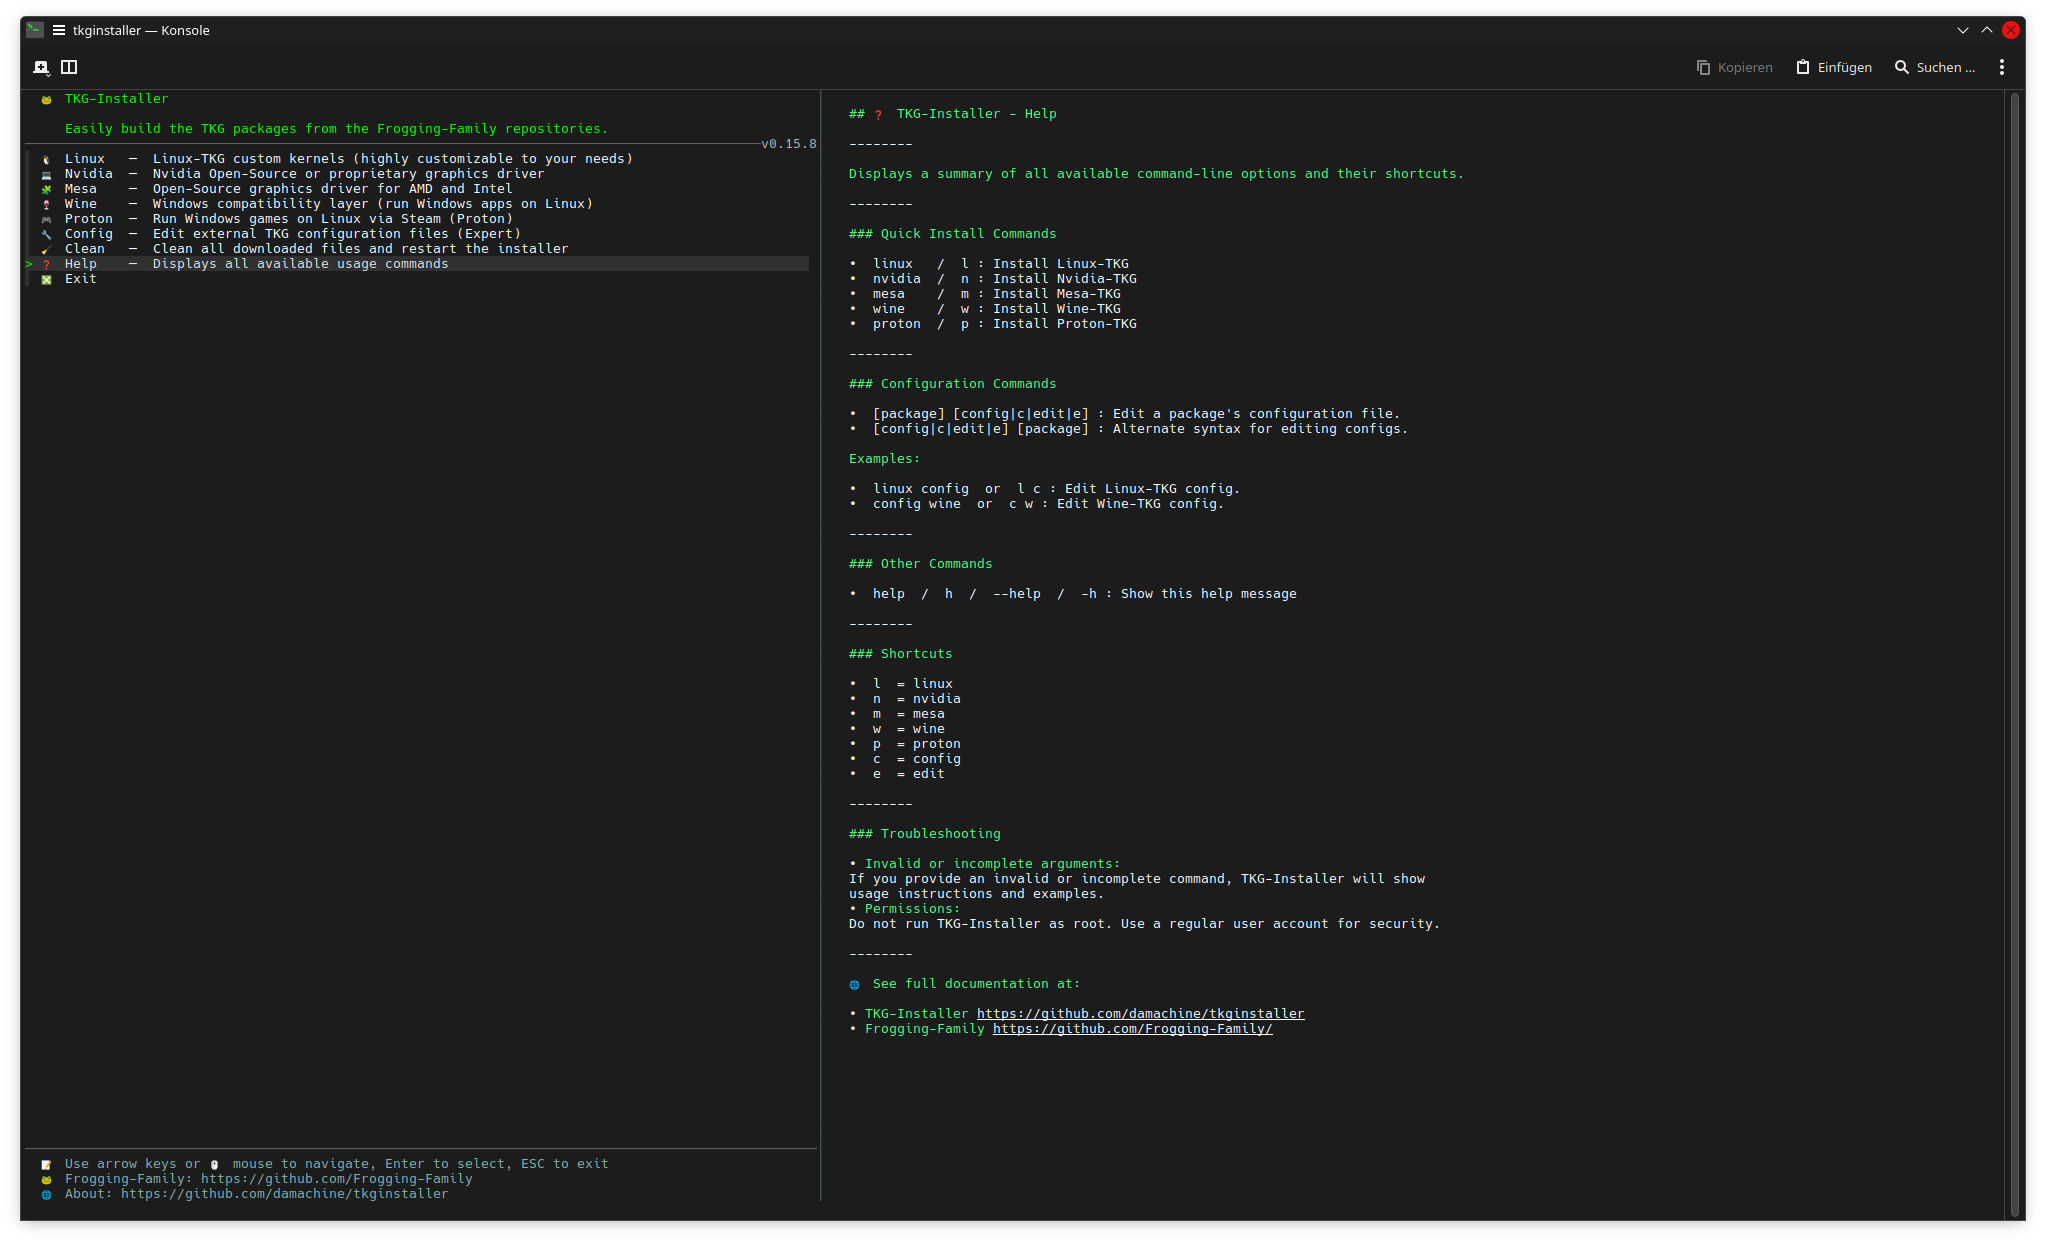 tkginstaller — Konsole
Kopieren
Einfügen
Suchen ...
TKG-Installer
Easily build the TKG packages from the Frogging-Family repositories.
v0.15.8
Linux — Linux-TKG custom kernels (highly customizable to your needs)
Nvidia — Nvidia Open-Source or proprietary graphics driver
Mesa — Open-Source graphics driver for AMD and Intel
Wine — Windows compatibility layer (run Windows apps on Linux)
Proton — Run Windows games on Linux via Steam (Proton)
Config — Edit external TKG configuration files (Expert)
Clean — Clean all downloaded files and restart the installer
> ❓ Help — Displays all available usage commands
Exit
Use arrow keys or 🖱 mouse to navigate, Enter to select, ESC to exit
Frogging-Family: https://github.com/Frogging-Family
About: https://github.com/damachine/tkginstaller
## ❓ TKG-Installer - Help
--------
Displays a summary of all available command-line options and their shortcuts.
--------
### Quick Install Commands
• linux / l : Install Linux-TKG
• nvidia / n : Install Nvidia-TKG
• mesa / m : Install Mesa-TKG
• wine / w : Install Wine-TKG
• proton / p : Install Proton-TKG
--------
### Configuration Commands
• [package] [config|c|edit|e] : Edit a package's configuration file.
• [config|c|edit|e] [package] : Alternate syntax for editing configs.
Examples:
• linux config or l c : Edit Linux-TKG config.
• config wine or c w : Edit Wine-TKG config.
--------
### Other Commands
• help / h / --help / -h : Show this help message
--------
### Shortcuts
• l = linux
• n = nvidia
• m = mesa
• w = wine
• p = proton
• c = config
• e = edit
--------
### Troubleshooting
• Invalid or incomplete arguments:
If you provide an invalid or incomplete command, TKG-Installer will show
usage instructions and examples.
• Permissions:
Do not run TKG-Installer as root. Use a regular user account for security.
--------
🌐 See full documentation at:
• TKG-Installer https://github.com/damachine/tkginstaller
• Frogging-Family https://github.com/Frogging-Family/